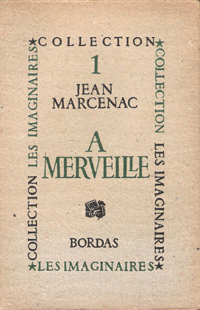 ★COLLECTION
1
JEAN
MARCENAC
A
MERVEILLE
BORDAS
★LES IMAGINAIRES
COLLECTION LES IMAGINAIRES★
★COLLECTION LES IMAGINAIRES